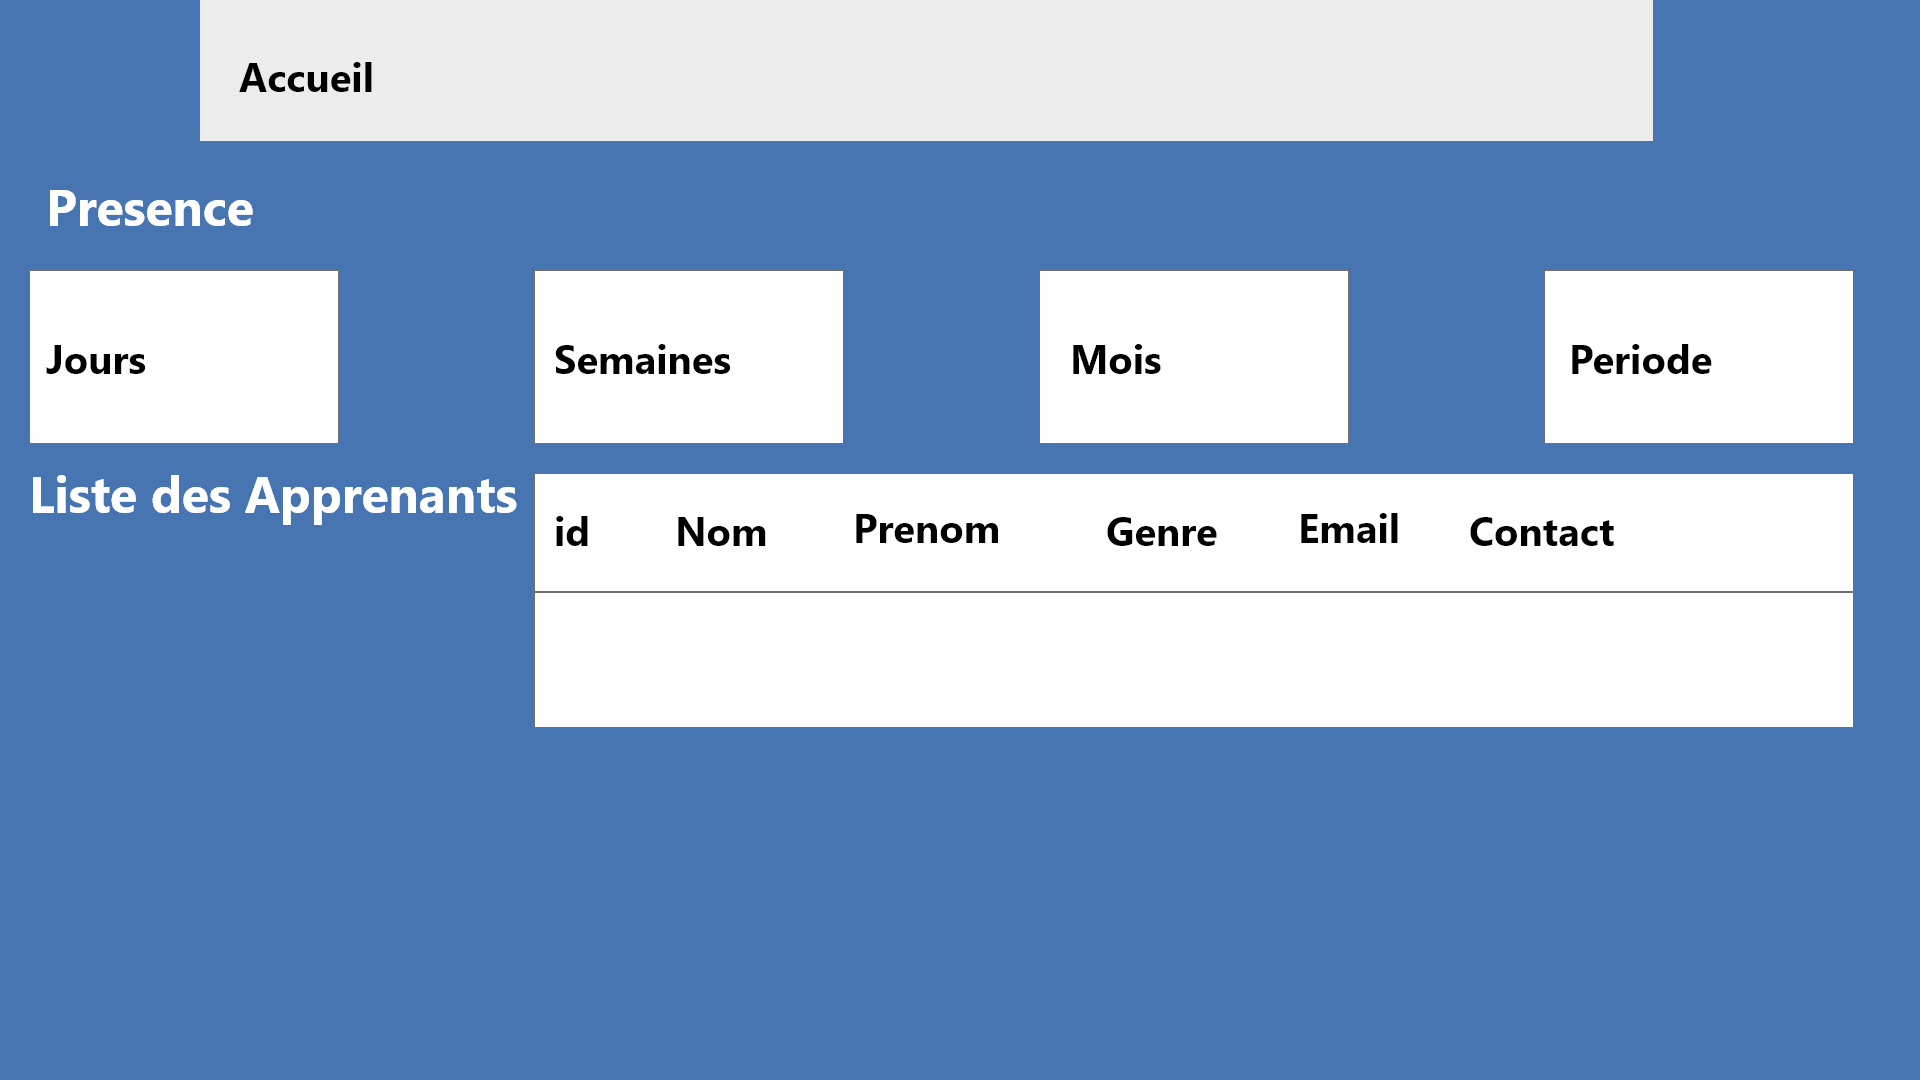 Accueil
Presence
Jours
Semaines
Mois
Periode
Liste des Apprenants
id Nom Prenom Genre Email Contact